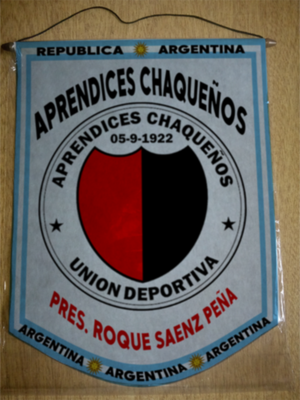 REPUBLICA ARGENTINA
APRENDICES CHAQUEÑOS
APRENDICES CHAQUEÑOS
05-9-1922
UNION DEPORTIVA
PRES. ROQUE SAENZ PEÑA
ARGENTINA ARGENTINA ARGENTINA